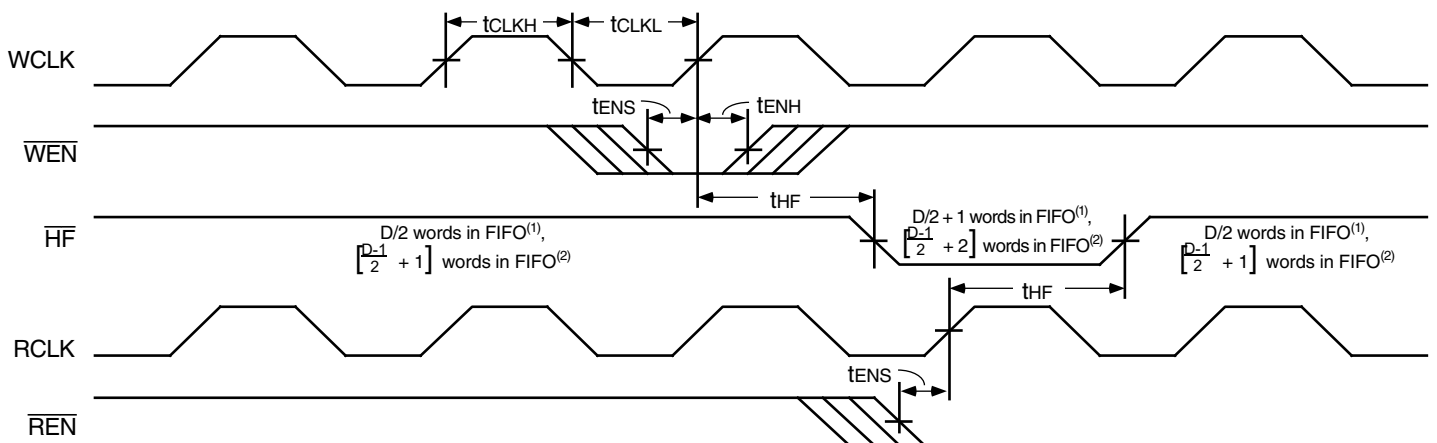 tCLKH
tCLKL
WCLK
tENS
tENH
WEN
tHF
HF
D/2 words in FIFO(1),
[D-1/2 + 1] words in FIFO(2)
D/2 + 1 words in FIFO(1),
[D-1/2 + 2] words in FIFO(2)
D/2 words in FIFO(1),
[D-1/2 + 1] words in FIFO(2)
tHF
RCLK
tENS
REN